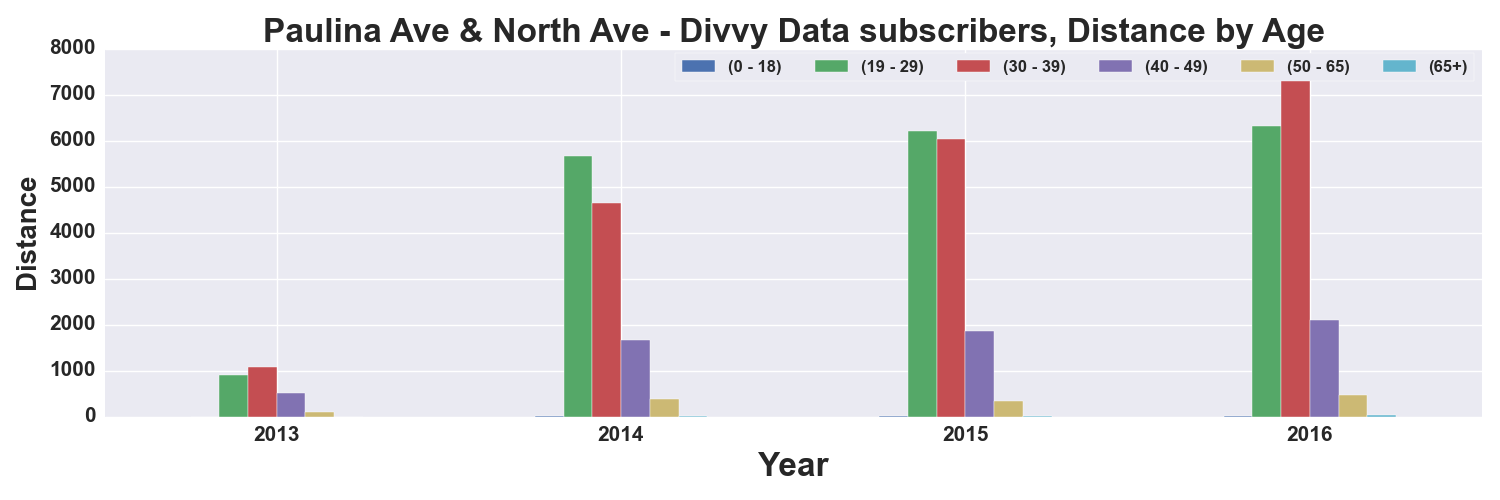 Paulina Ave & North Ave - Divvy Data subscribers, Distance by Age
(0 - 18) (19 - 29) (30 - 39) (40 - 49) (50 - 65) (65+)
8000
7000
6000
5000
4000
3000
2000
1000
0
Distance
2013 2014 2015 2016
Year